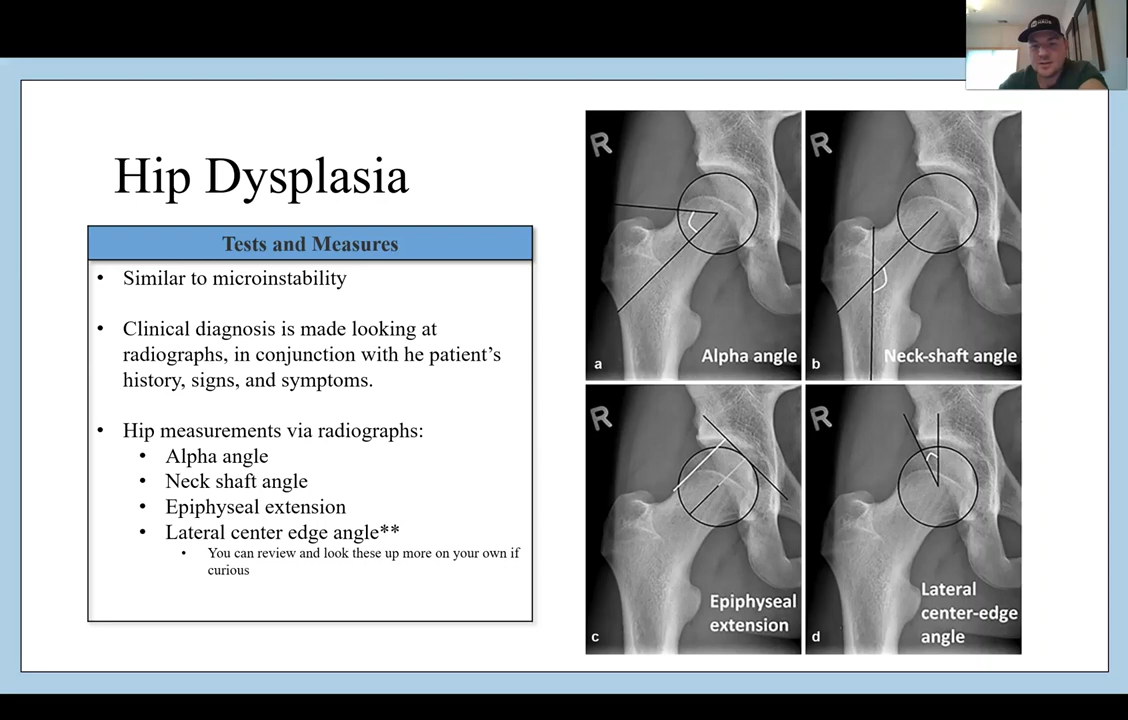 Hip Dysplasia
Tests and Measures
• Similar to microinstability
• Clinical diagnosis is made looking at
radiographs, in conjunction with he patient’s
history, signs, and symptoms.
• Hip measurements via radiographs:
• Alpha angle
• Neck shaft angle
• Epiphyseal extension
• Lateral center edge angle**
• You can review and look these up more on your own if
curious
R
Alpha angle
a
R
Neck-shaft angle
b
R
Epiphyseal
extension
c
R
Lateral
center-edge
angle
d